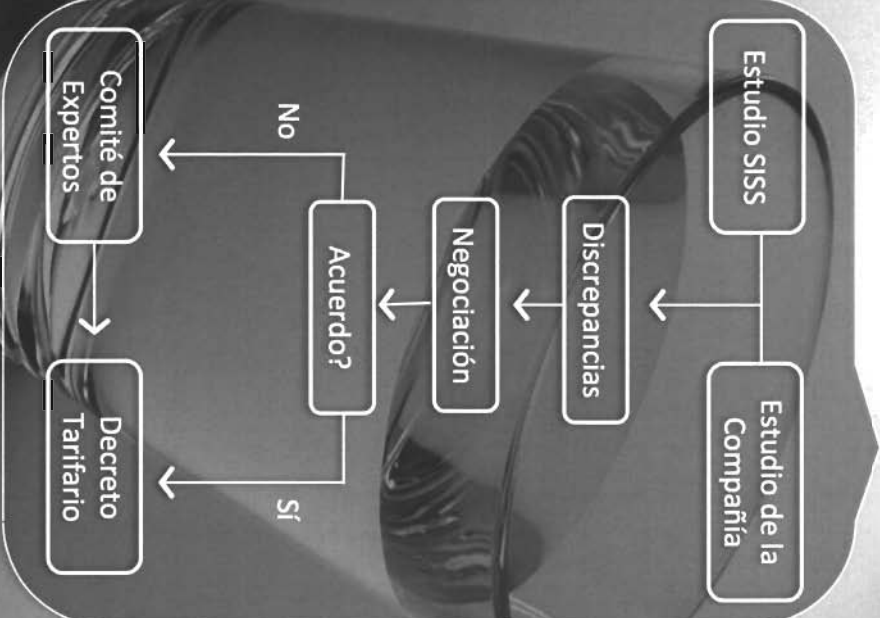 Estudio SISS
Estudio de la
Compañía
Discrepancias
Negociación
Acuerdo?
No
Sí
Comité de
Expertos
Decreto
Tarifario